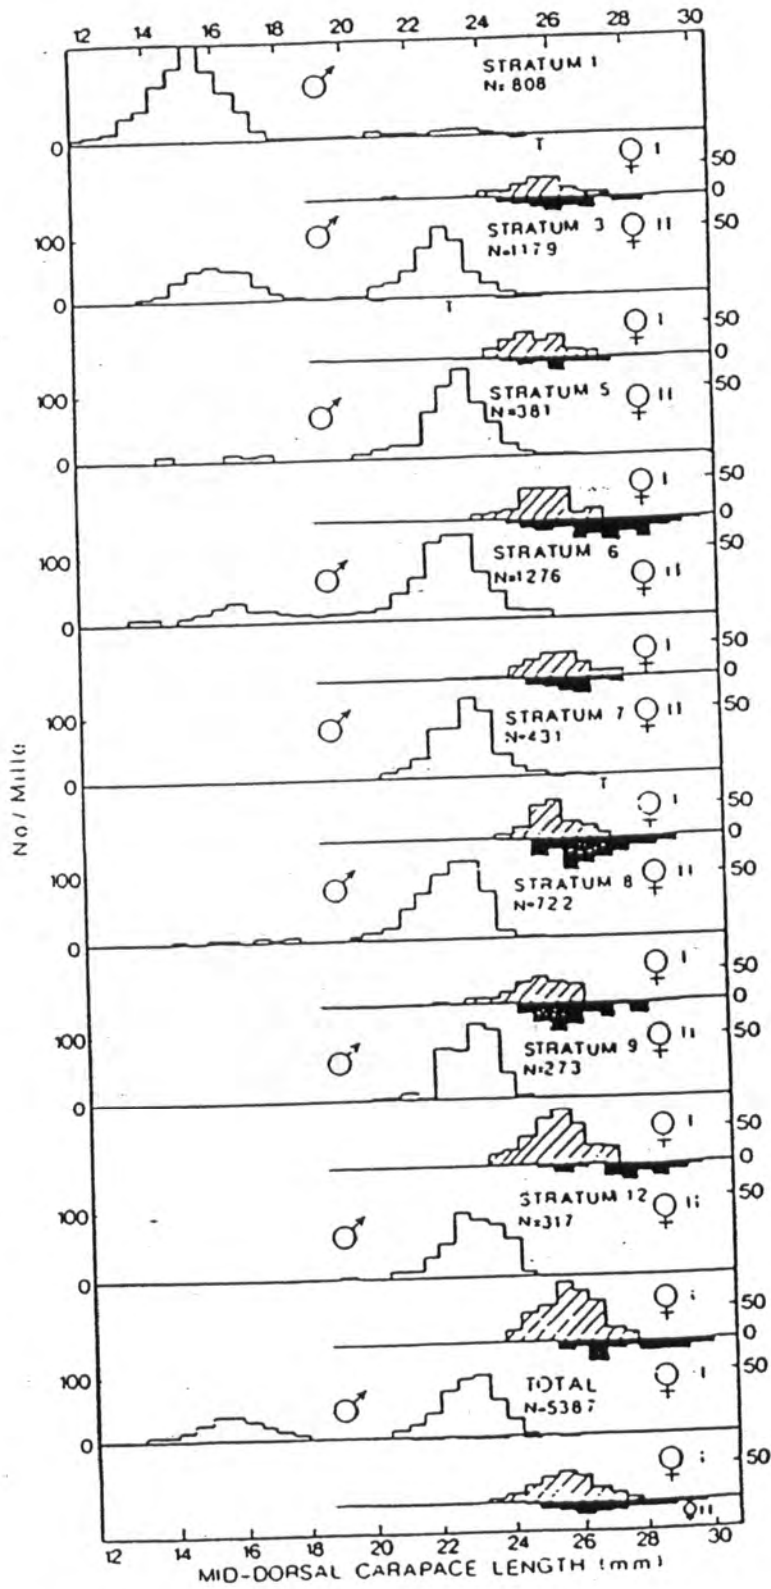 12 14 16 18 20 22 24 26 28 30
STRATUM 1
N=808
0
T
♂
♀ I
50
0
♀ II
50
STRATUM 3
N=1179
100
0
♂
T
♀ I
50
0
♀ II
50
STRATUM 5
N=381
100
0
♂
♀ I
50
0
♀ II
50
STRATUM 6
N=1276
100
0
♂
♀ I
50
0
♀ II
50
STRATUM 7
N=431
100
0
♂
T
♀ I
50
0
♀ II
50
STRATUM 8
N=722
100
0
♂
♀ I
50
0
♀ II
50
STRATUM 9
N=273
100
0
♂
♀ I
50
0
♀ II
50
STRATUM 12
N=317
100
0
♂
♀ I
50
0
♀ I
50
TOTAL
N=5387
100
0
♂
♀ I
50
♀ II
No/Mille
12 14 16 18 20 22 24 26 28 30
MID-DORSAL CARAPACE LENGTH (mm)